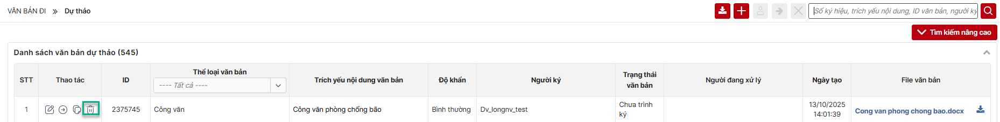 VĂN BẢN ĐI » Dự thảo
Số ký hiệu, trích yếu nội dung, ID văn bản, người ký
Tìm kiếm nâng cao
Danh sách văn bản dự thảo (545)
STT Thao tác ID Thể loại văn bản Trích yếu nội dung văn bản Độ khẩn Người ký Trạng thái văn bản Người đang xử lý Ngày tạo File văn bản
---- Tất cả ----
1 2375745 Công văn Công văn phòng chống bão Bình thường Dv_longnv_test Chưa trình ký 13/10/2025 14:01:39 Cong van phong chong bao.docx